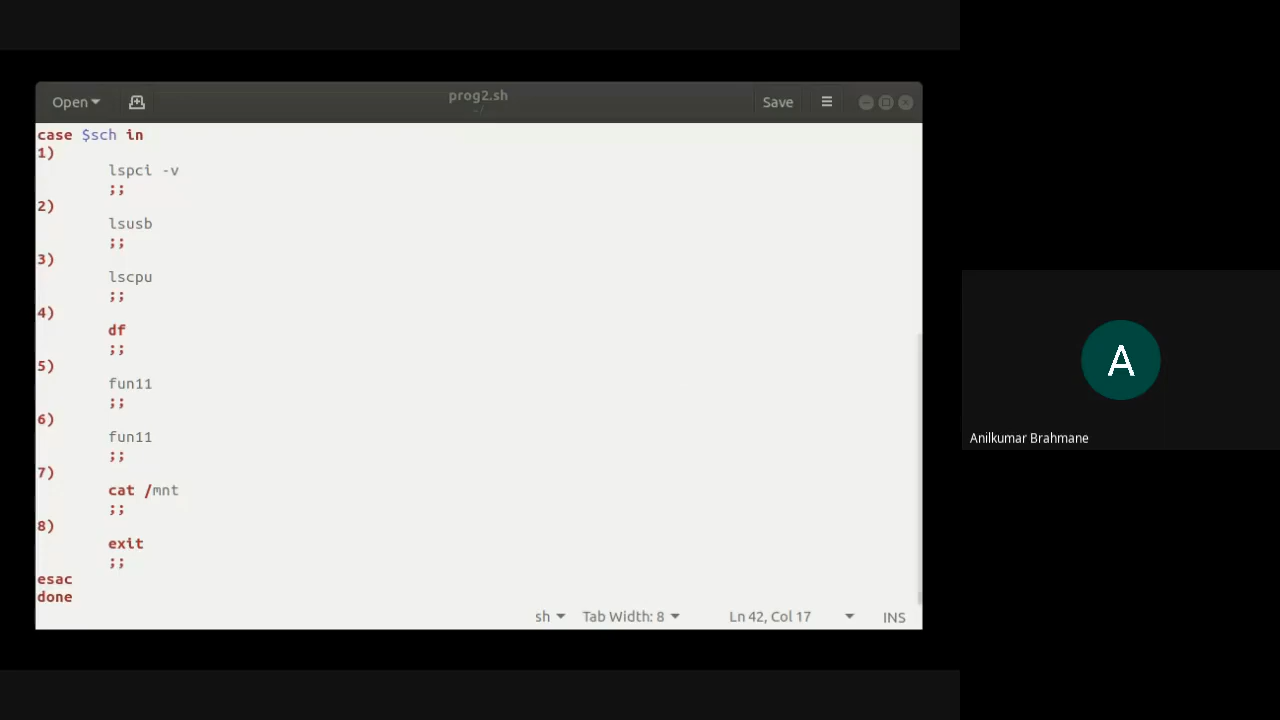 Open
prog2.sh
~/
Save
case $sch in
1)
lspci -v
;;
2)
lsusb
;;
3)
lscpu
;;
4)
df
;;
5)
fun11
;;
6)
fun11
;;
7)
cat /mnt
;;
8)
exit
;;
esac
done
sh Tab Width: 8 Ln 42, Col 17 INS
A
Anilkumar Brahmane